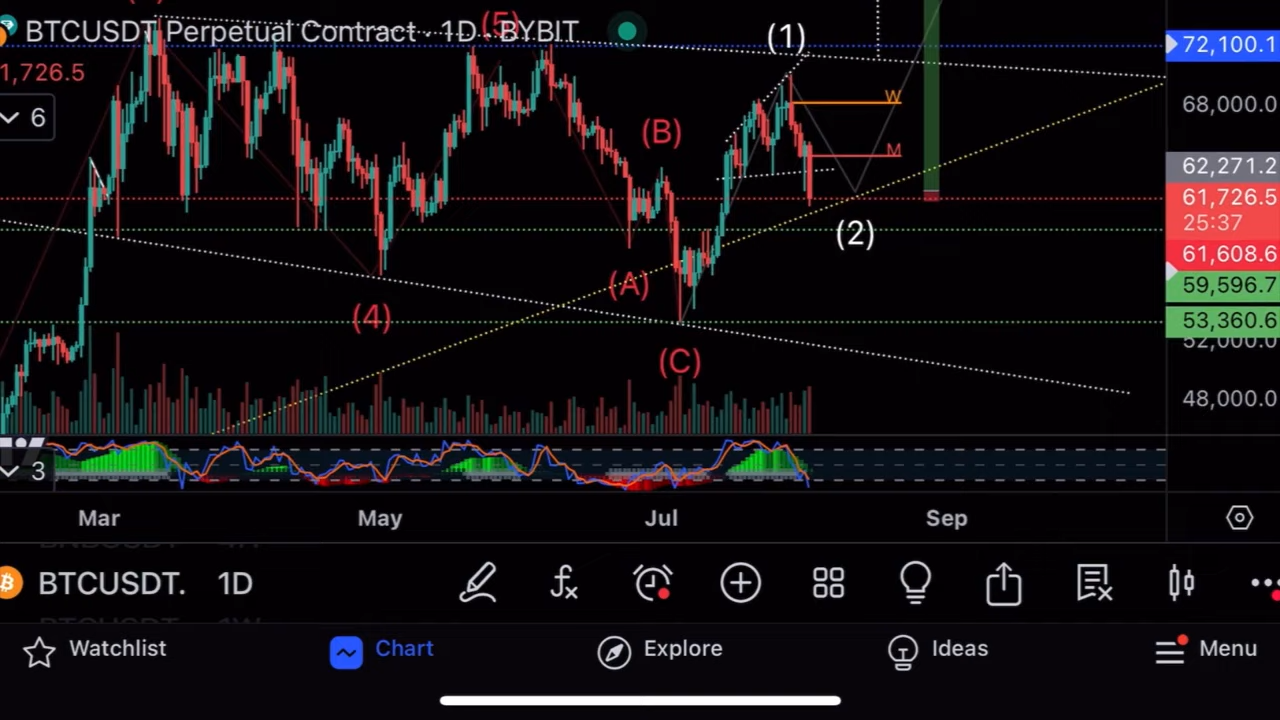 BTCUSDT Perpetual Contract · 1D · BYBIT
1,726.5
6
(5)
(1)
(B)
W
M
(2)
(A)
(4)
(C)
72,100.1
68,000.0
62,271.2
61,726.5
25:37
61,608.6
59,596.7
53,360.6
52,000.0
48,000.0
3
Mar May Jul Sep
BTCUSDT. 1D
Watchlist Chart Explore Ideas Menu